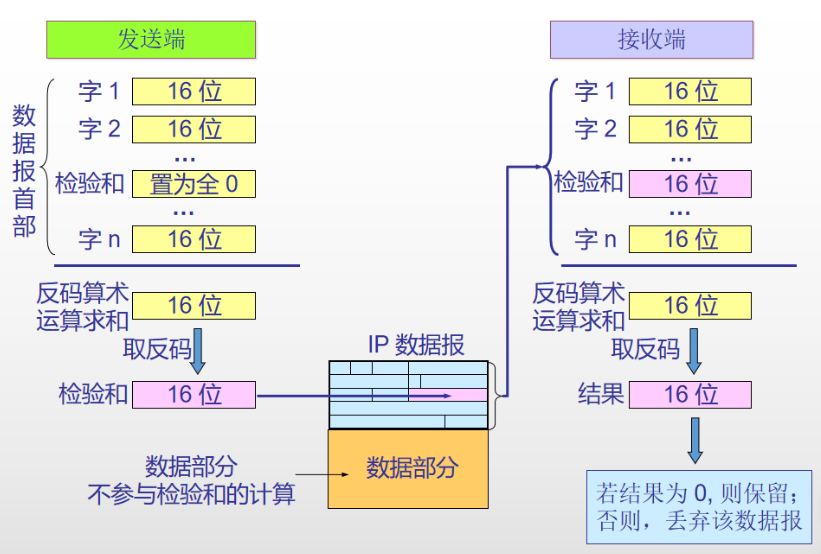 发送端
数据报首部
字 1 16 位
字 2 16 位
…
检验和 置为全 0
…
字 n 16 位
反码算术
运算求和 16 位
取反码
检验和 16 位
数据部分
不参与检验和的计算
IP 数据报
数据部分
接收端
字 1 16 位
字 2 16 位
…
检验和 16 位
…
字 n 16 位
反码算术
运算求和 16 位
取反码
结果 16 位
若结果为 0, 则保留；
否则，丢弃该数据报